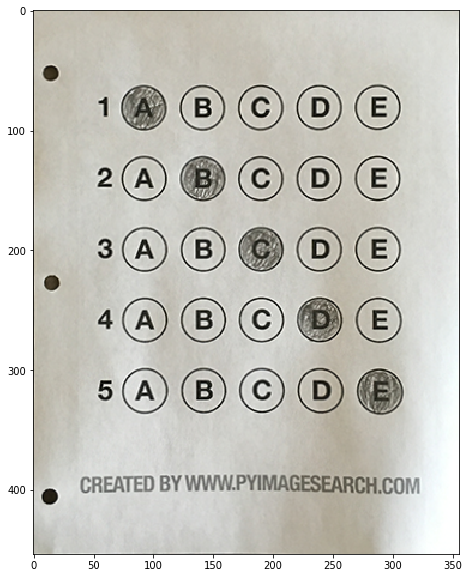 0
100
200
300
400
0 50 100 150 200 250 300 350
1 A B C D E
2 A B C D E
3 A B C D E
4 A B C D E
5 A B C D E
CREATED BY WWW.PYIMAGESEARCH.COM